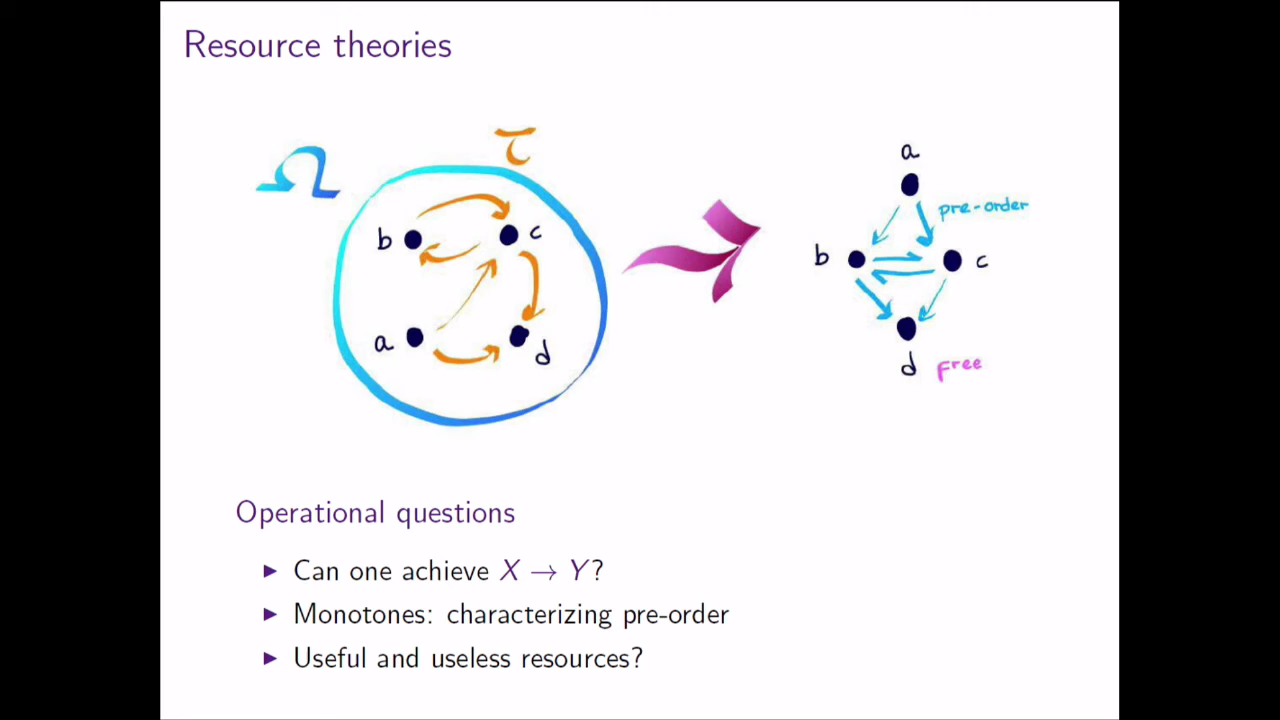 Resource theories
Ω
τ
b
c
a
d
a
pre-order
b
c
d Free
Operational questions
▶ Can one achieve X → Y?
▶ Monotones: characterizing pre-order
▶ Useful and useless resources?